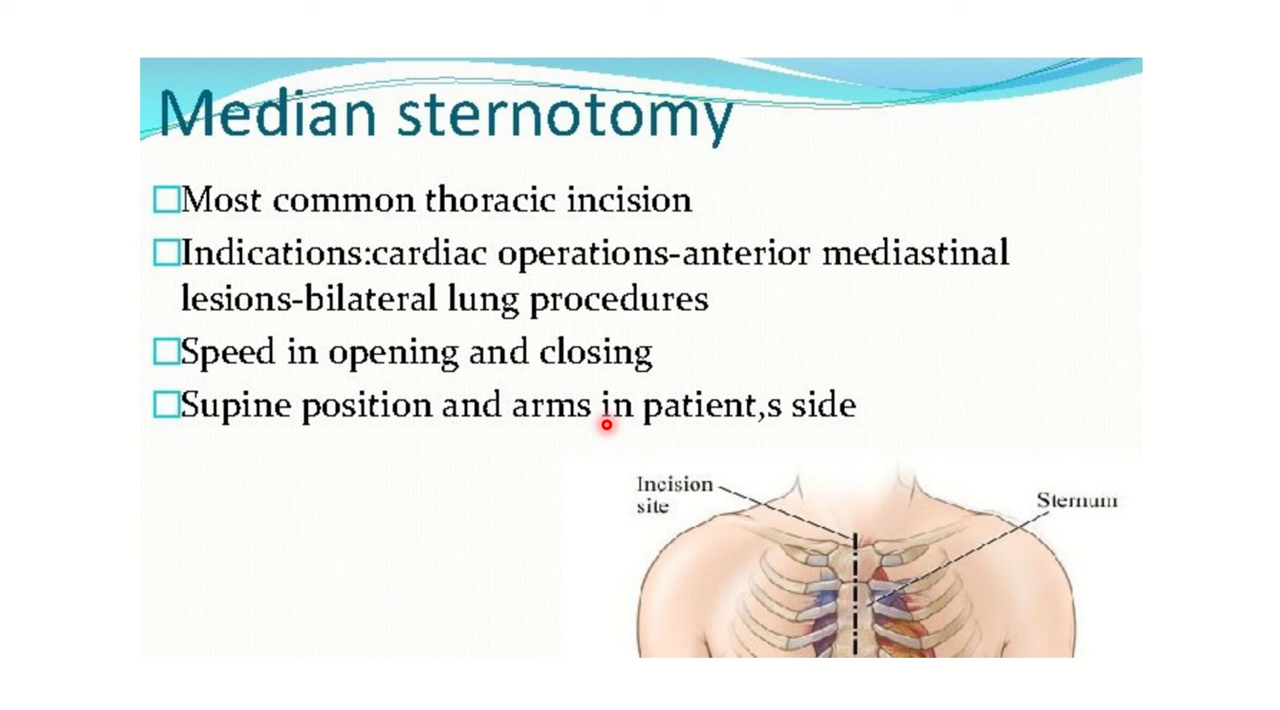 Median sternotomy
Most common thoracic incision
Indications:cardiac operations-anterior mediastinal
lesions-bilateral lung procedures
Speed in opening and closing
Supine position and arms in patient,s side
Incision
site
Sternum